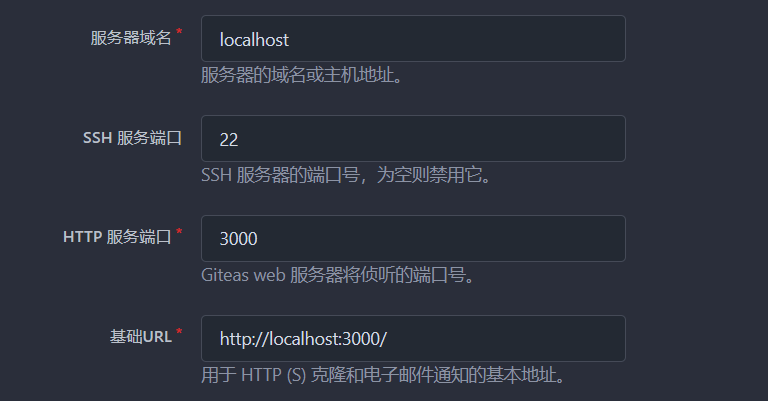 服务器域名 *
localhost
服务器的域名或主机地址。
SSH 服务端口
22
SSH 服务器的端口号，为空则禁用它。
HTTP 服务端口 *
3000
Giteas web 服务器将侦听的端口号。
基础URL *
http://localhost:3000/
用于 HTTP (S) 克隆和电子邮件通知的基本地址。